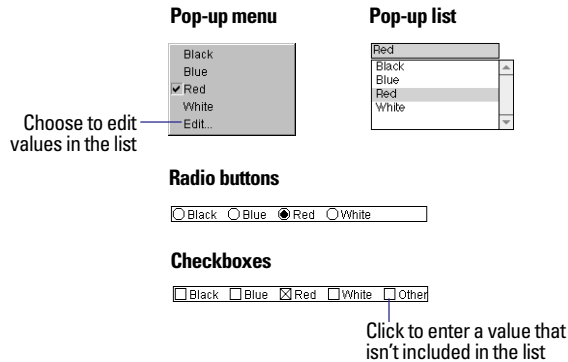 Pop-up menu
Pop-up list
Black
Blue
Red
White
Edit...
Choose to edit
values in the list
Red
Black
Blue
Red
White
Radio buttons
Black Blue Red White
Checkboxes
Black Blue Red White Other
Click to enter a value that
isn't included in the list